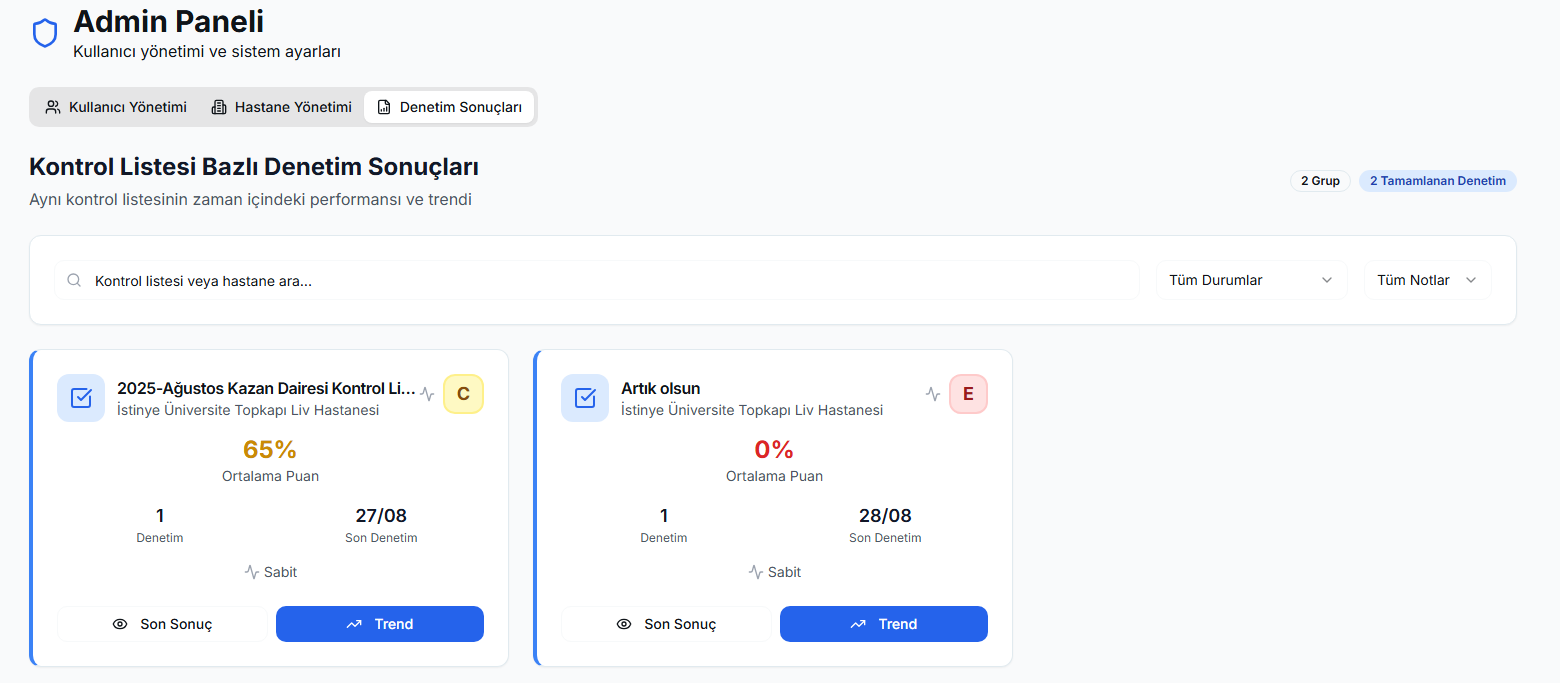 Admin Paneli
Kullanıcı yönetimi ve sistem ayarları
Kullanıcı Yönetimi Hastane Yönetimi Denetim Sonuçları
Kontrol Listesi Bazlı Denetim Sonuçları
Aynı kontrol listesinin zaman içindeki performansı ve trendi
2 Grup 2 Tamamlanan Denetim
Kontrol listesi veya hastane ara... Tüm Durumlar Tüm Notlar
2025-Ağustos Kazan Dairesi Kontrol Li... C
İstinye Üniversite Topkapı Liv Hastanesi
65%
Ortalama Puan
1 27/08
Denetim Son Denetim
Sabit
Son Sonuç Trend
Artık olsun E
İstinye Üniversite Topkapı Liv Hastanesi
0%
Ortalama Puan
1 28/08
Denetim Son Denetim
Sabit
Son Sonuç Trend